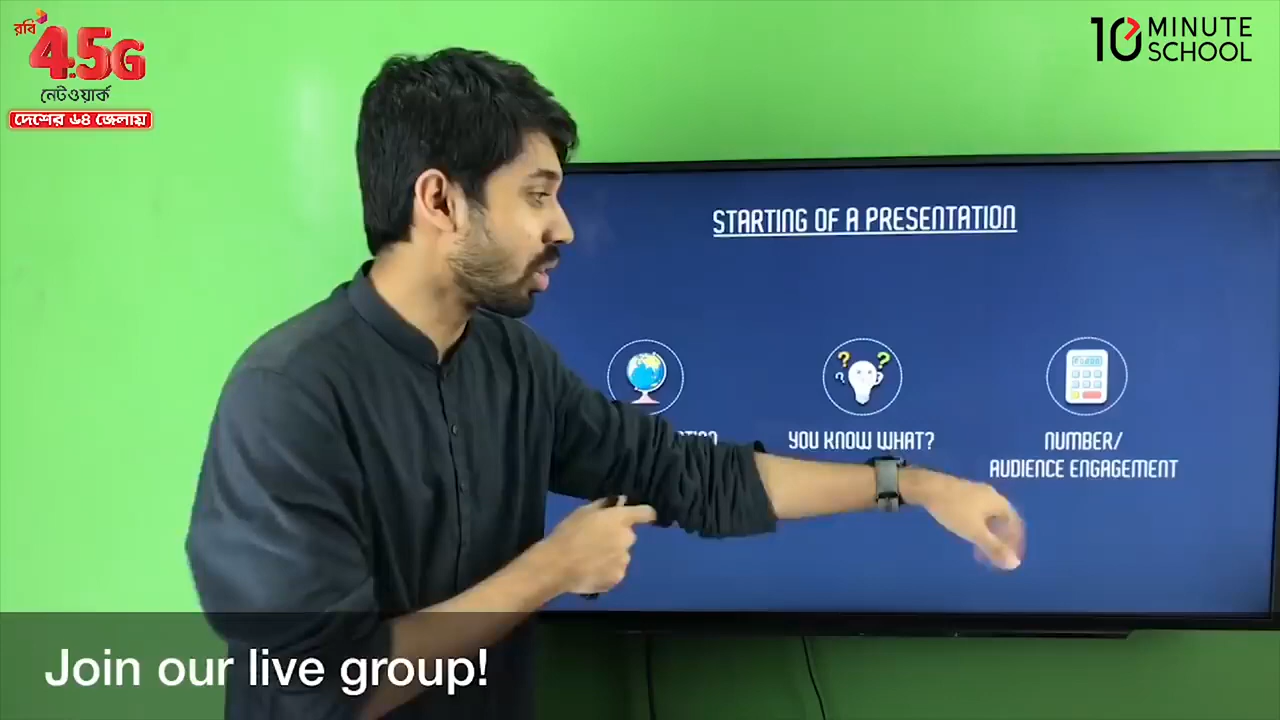 রবি
4.5G
নেটওয়ার্ক
দেশের ৬৪ জেলায়
10 MINUTE SCHOOL
STARTING OF A PRESENTATION
YOU KNOW WHAT?
NUMBER/
AUDIENCE ENGAGEMENT
Join our live group!